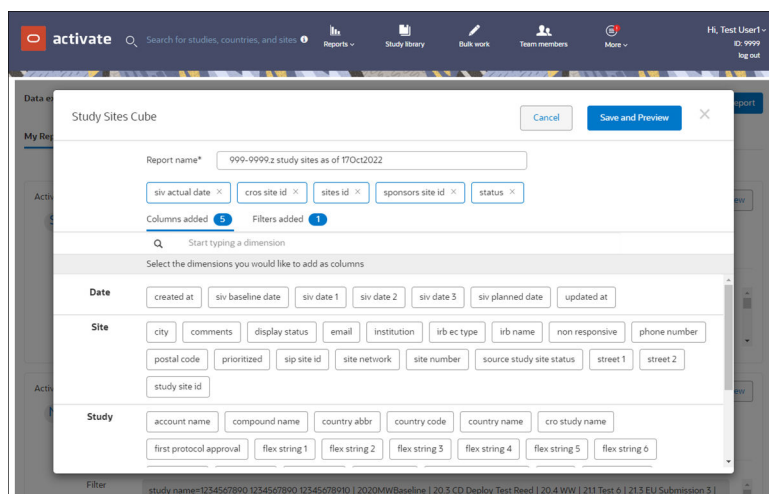 activate
Search for studies, countries, and sites
Reports
Study library
Bulk work
Team members
More
Hi, Test User1
ID: 9999
log out
Study Sites Cube
Cancel
Save and Preview
Report name* 999-9999.z study sites as of 17Oct2022
siv actual date × cros site id × sites id × sponsors site id × status ×
Columns added 5 Filters added 1
Start typing a dimension
Select the dimensions you would like to add as columns
Date
created at siv baseline date siv date 1 siv date 2 siv date 3 siv planned date updated at
Site
city comments display status email institution irb ec type irb name non responsive phone number
postal code prioritized sip site id site network site number source study site status street 1 street 2
study site id
Study
account name compound name country abbr country code country name cro study name
first protocol approval flex string 1 flex string 2 flex string 3 flex string 4 flex string 5 flex string 6
Filter
study name=1234567890 1234567890 12345678910 | 2020MWBaseline | 20.3 CD Deploy Test Reed | 20.4 WW | 21.1 Test 6 | 21.3 EU Submission 3 |